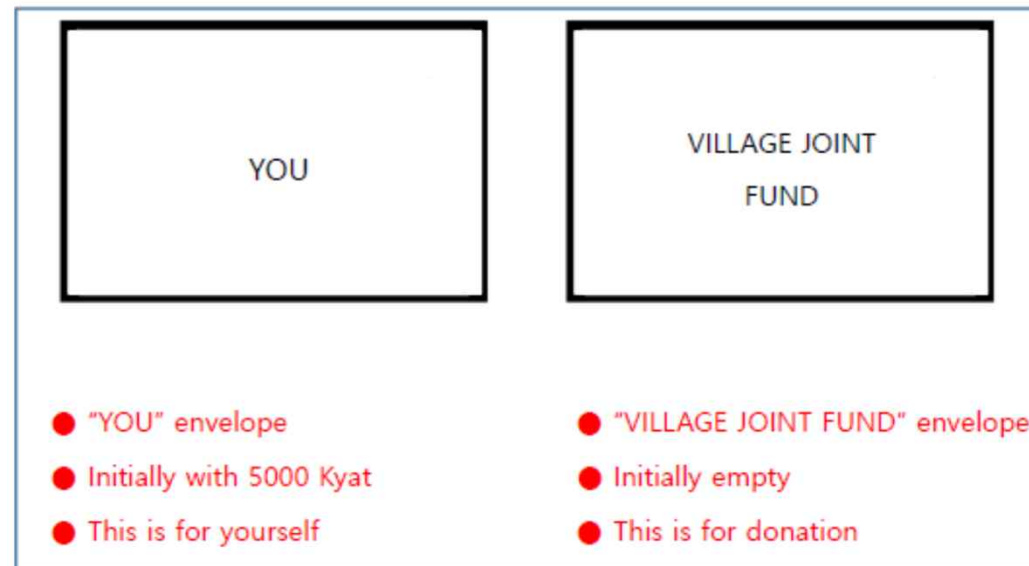 YOU
VILLAGE JOINT
FUND
● "YOU" envelope
● Initially with 5000 Kyat
● This is for yourself
● "VILLAGE JOINT FUND" envelope
● Initially empty
● This is for donation